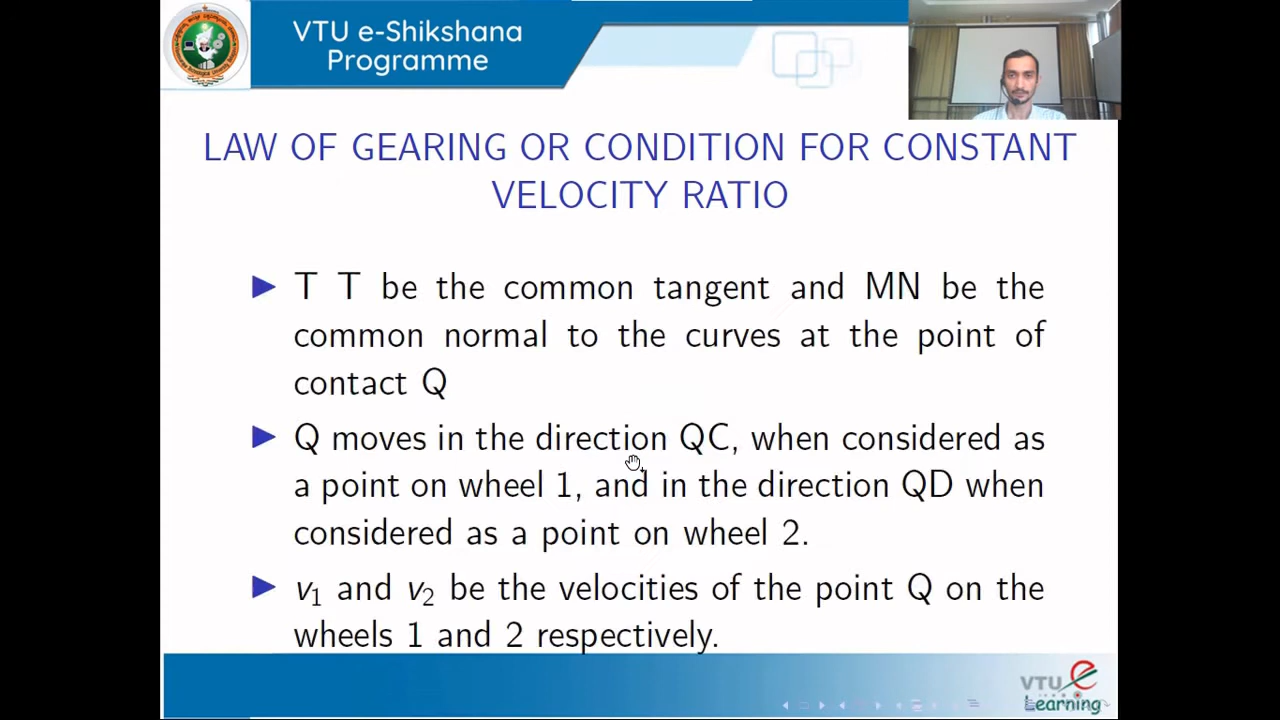 VTU e-Shikshana
Programme
LAW OF GEARING OR CONDITION FOR CONSTANT
VELOCITY RATIO
T T be the common tangent and MN be the
common normal to the curves at the point of
contact Q
Q moves in the direction QC, when considered as
a point on wheel 1, and in the direction QD when
considered as a point on wheel 2.
v₁ and v₂ be the velocities of the point Q on the
wheels 1 and 2 respectively.
VTU e
Learning